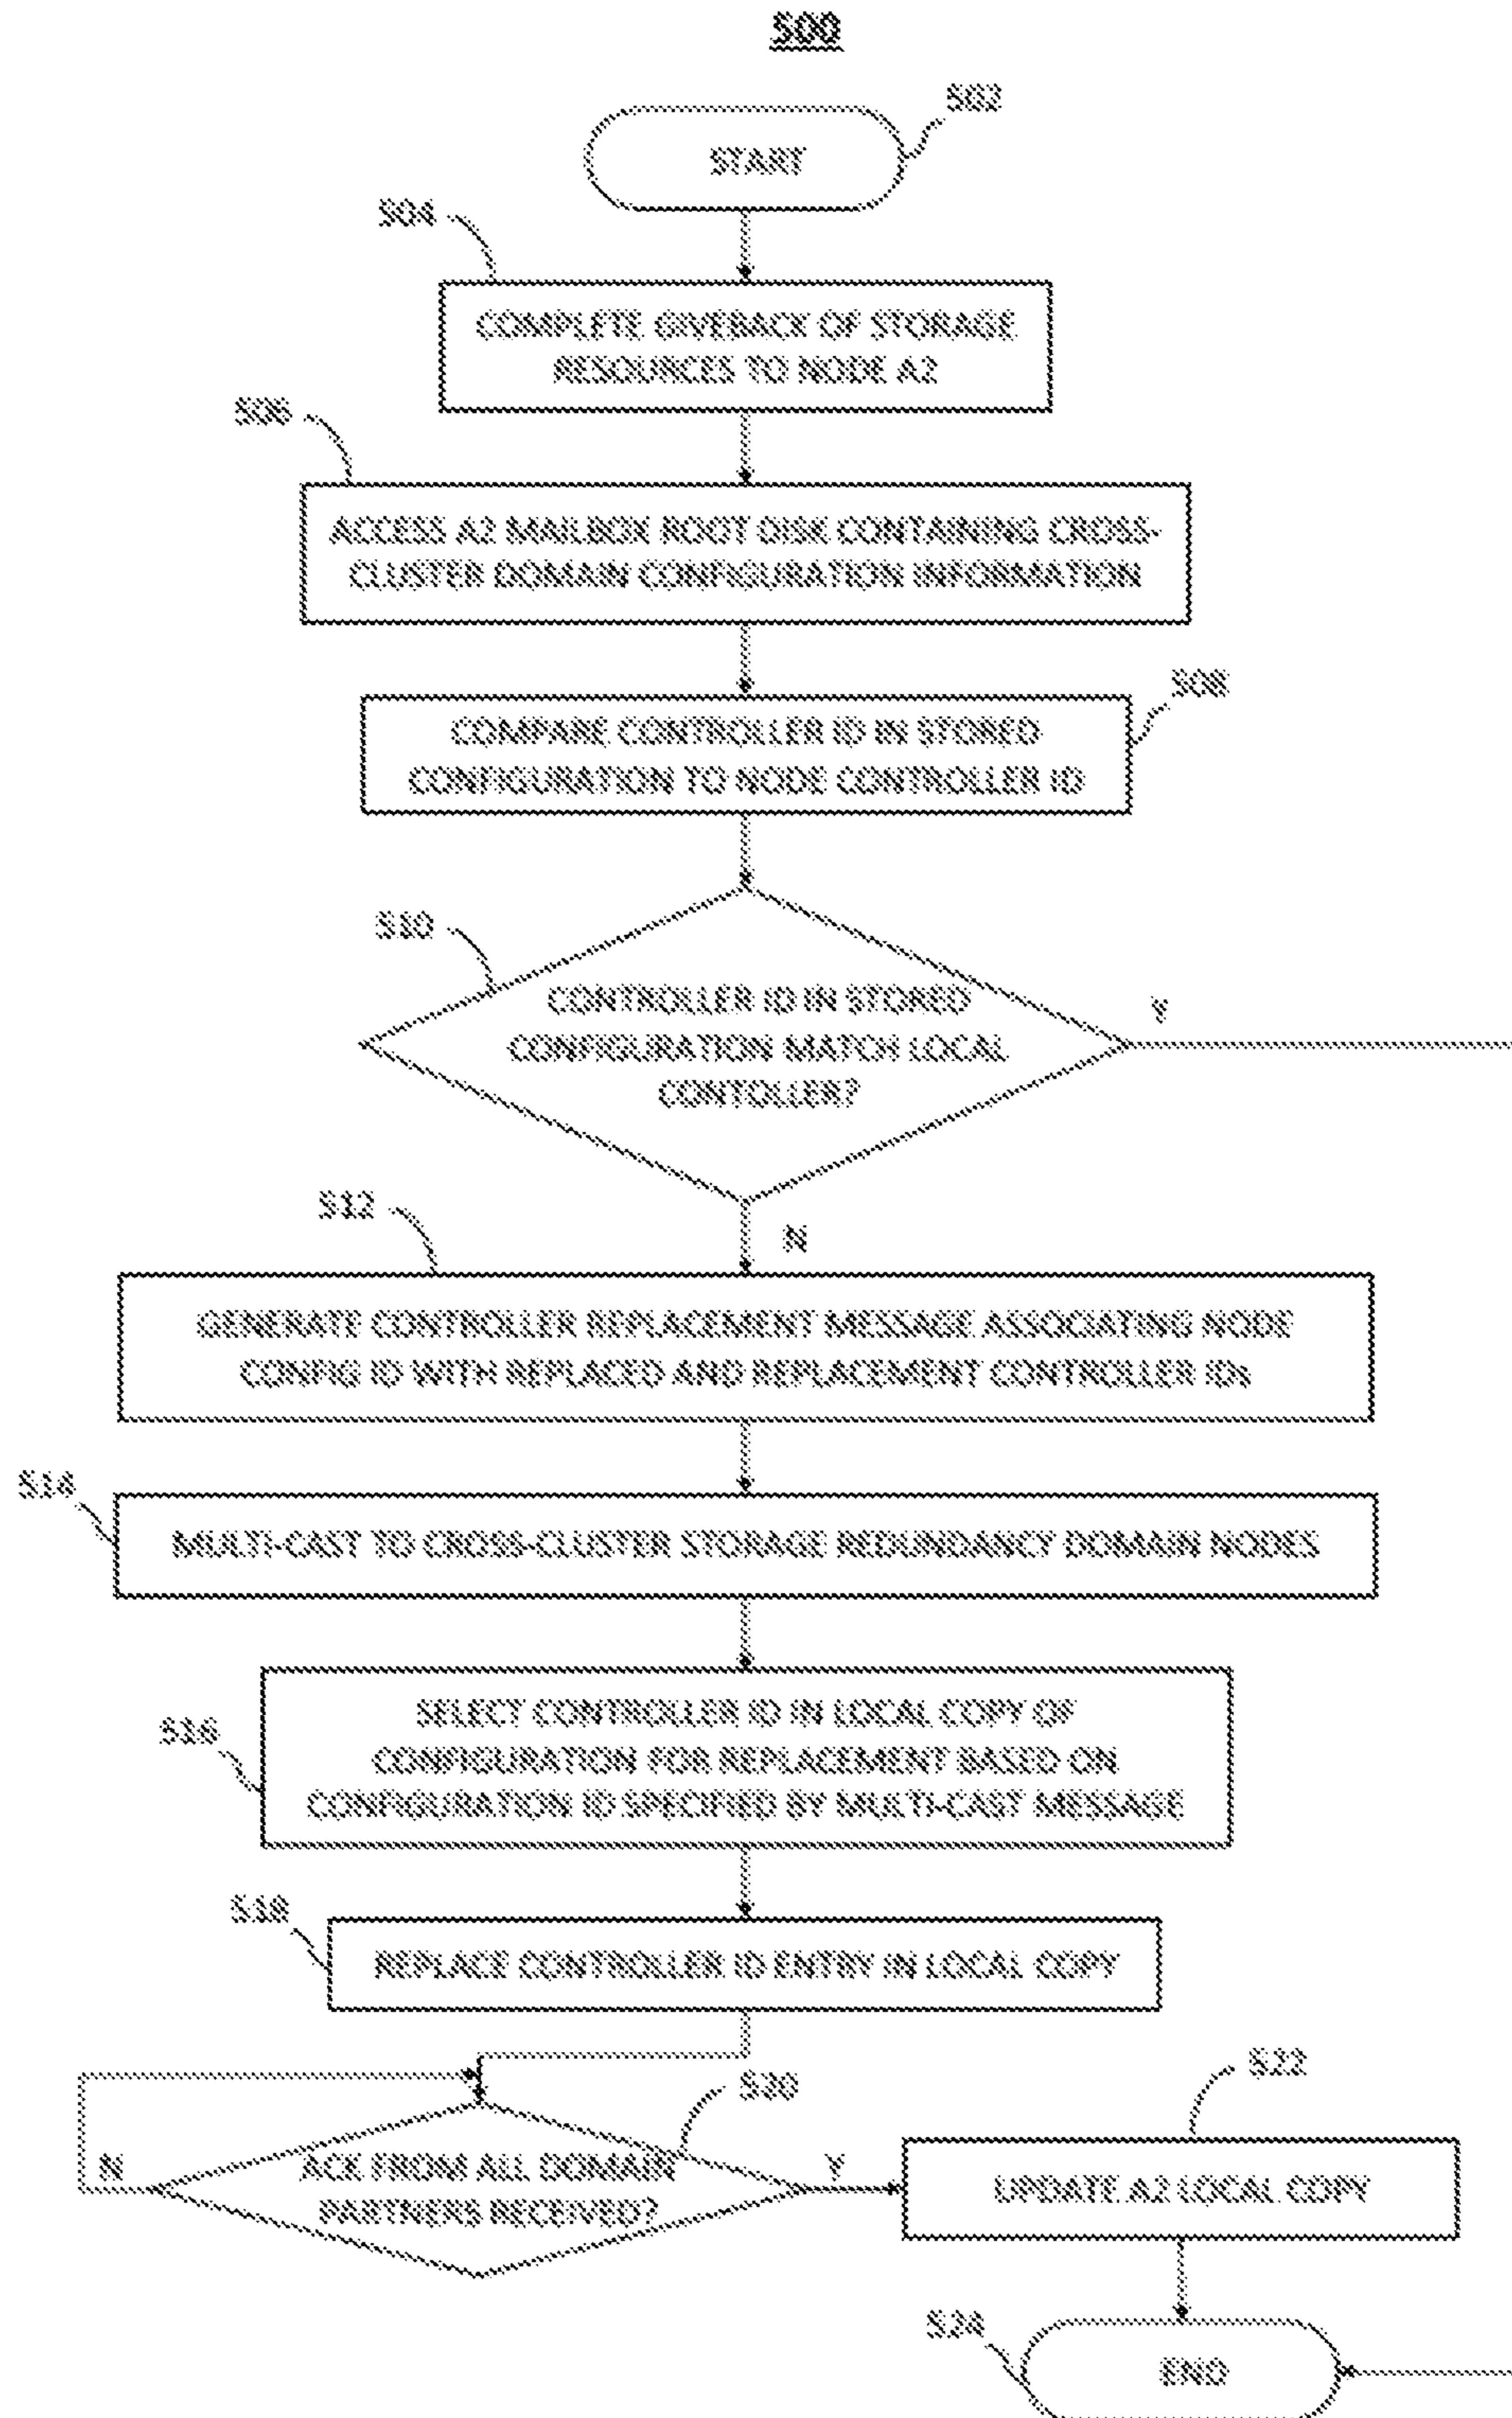 500
502
START
504
COMPLETE GIVEBACK OF STORAGE
RESOURCES TO NODE A2
506
ACCESS A2 MAILBOX ROOT DISK CONTAINING CROSS-
CLUSTER DOMAIN CONFIGURATION INFORMATION
508
COMPARE CONTROLLER ID IN STORED
CONFIGURATION TO NODE CONTROLLER ID
510
CONTROLLER ID IN STORED
CONFIGURATION MATCH LOCAL
CONTOLLER?
Y
N
512
GENERATE CONTROLLER REPLACEMENT MESSAGE ASSOCIATING NODE
CONFIG ID WITH REPLACED AND REPLACEMENT CONTROLLER IDs
514
MULTI-CAST TO CROSS-CLUSTER STORAGE REDUNDANCY DOMAIN NODES
516
SELECT CONTROLLER ID IN LOCAL COPY OF
CONFIGURATION FOR REPLACEMENT BASED ON
CONFIGURATION ID SPECIFIED BY MULTI-CAST MESSAGE
518
REPLACE CONTROLLER ID ENTRY IN LOCAL COPY
520
ACK FROM ALL DOMAIN
PARTNERS RECEIVED?
N
Y
522
UPDATE A2 LOCAL COPY
524
END